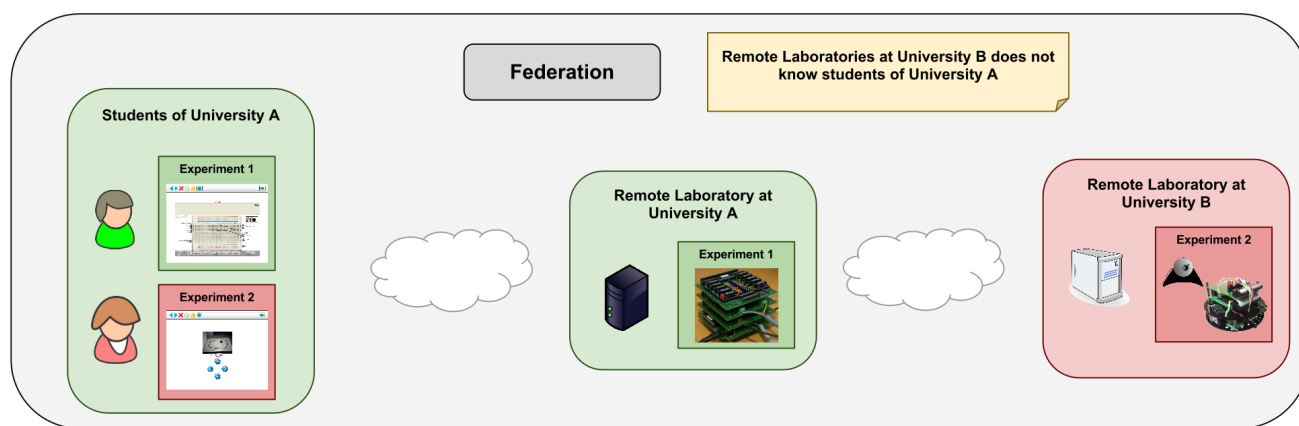 Federation
Remote Laboratories at University B does not
know students of University A
Students of University A
Experiment 1
Experiment 2
Remote Laboratory at
University A
Experiment 1
Remote Laboratory at
University B
Experiment 2